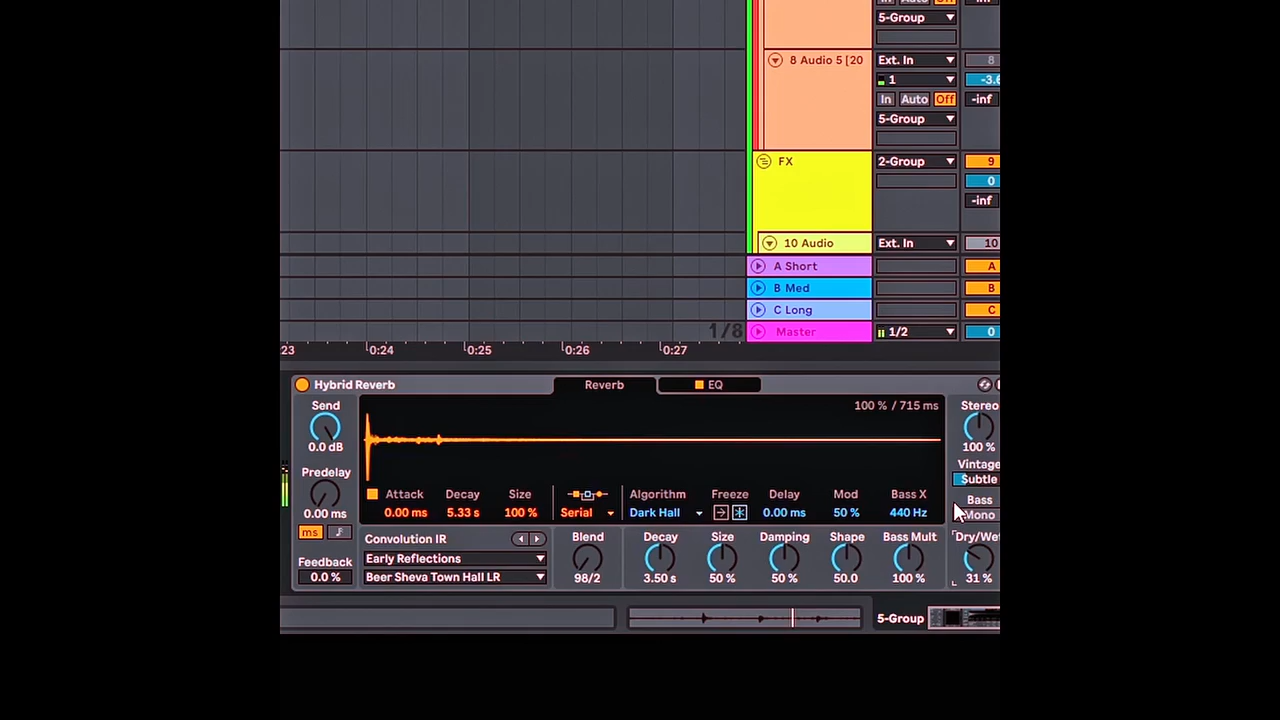 5-Group
8 Audio 5 [20
Ext. In
8
1
-3.6
In Auto Off
-inf
5-Group
FX
2-Group
9
0
-inf
10 Audio
Ext. In
10
A Short
A
B Med
B
C Long
C
1/8
Master
1/2
0
23
0:24
0:25
0:26
0:27
Hybrid Reverb
Reverb
EQ
Send
0.0 dB
Predelay
0.00 ms
ms
Feedback
0.0 %
100 % / 715 ms
Attack Decay Size
0.00 ms 5.33 s 100 %
Serial
Algorithm
Dark Hall
Freeze
Delay
0.00 ms
Mod
50 %
Bass X
440 Hz
Stereo
100 %
Vintage
Subtle
Bass
Mono
Convolution IR
Early Reflections
Beer Sheva Town Hall LR
Blend
98/2
Decay
3.50 s
Size
50 %
Damping
50 %
Shape
50.0
Bass Mult
100 %
Dry/We
31 %
5-Group